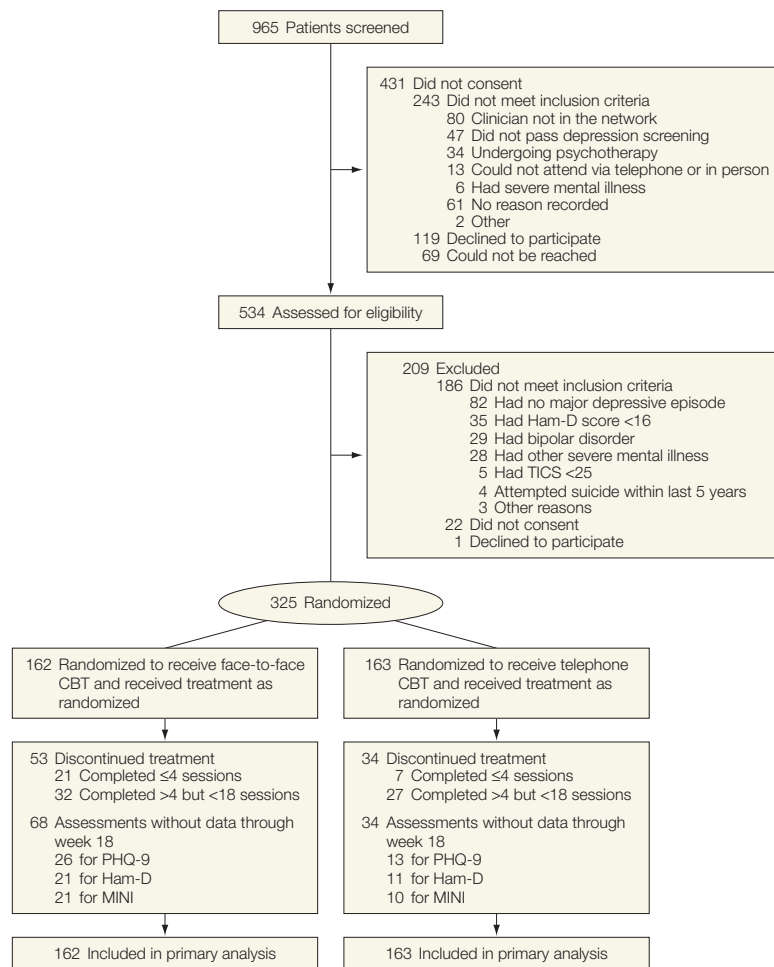 965 Patients screened
431 Did not consent
243 Did not meet inclusion criteria
80 Clinician not in the network
47 Did not pass depression screening
34 Undergoing psychotherapy
13 Could not attend via telephone or in person
6 Had severe mental illness
61 No reason recorded
2 Other
119 Declined to participate
69 Could not be reached
534 Assessed for eligibility
209 Excluded
186 Did not meet inclusion criteria
82 Had no major depressive episode
35 Had Ham-D score <16
29 Had bipolar disorder
28 Had other severe mental illness
5 Had TICS <25
4 Attempted suicide within last 5 years
3 Other reasons
22 Did not consent
1 Declined to participate
325 Randomized
162 Randomized to receive face-to-face
CBT and received treatment as
randomized
163 Randomized to receive telephone
CBT and received treatment as
randomized
53 Discontinued treatment
21 Completed ≤4 sessions
32 Completed >4 but <18 sessions
68 Assessments without data through
week 18
26 for PHQ-9
21 for Ham-D
21 for MINI
34 Discontinued treatment
7 Completed ≤4 sessions
27 Completed >4 but <18 sessions
34 Assessments without data through
week 18
13 for PHQ-9
11 for Ham-D
10 for MINI
162 Included in primary analysis
163 Included in primary analysis